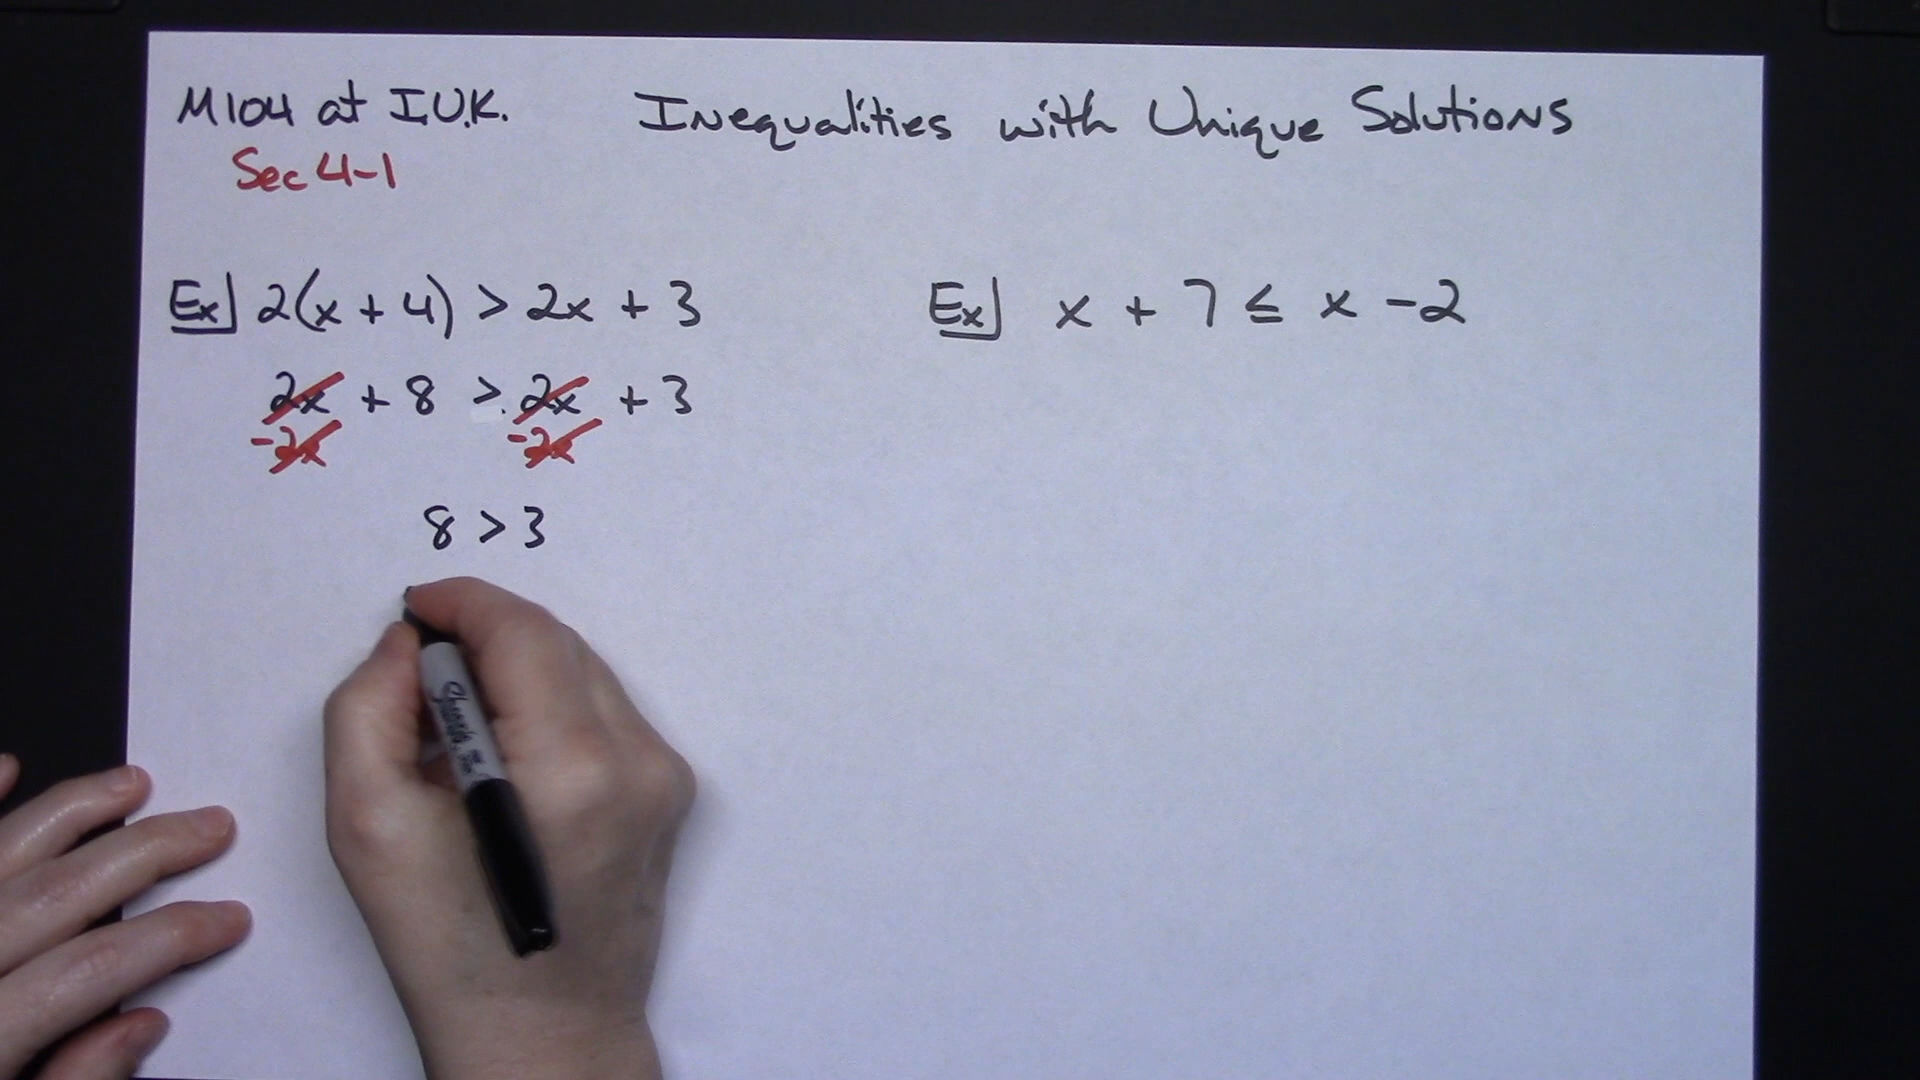 M104 at I.U.K. Inequalities with Unique Solutions
Sec 4-1
Ex 2(x + 4) > 2x + 3
2x + 8 > 2x + 3
-2x -2x
8 > 3
Ex x + 7 ≤ x - 2
Sharpie